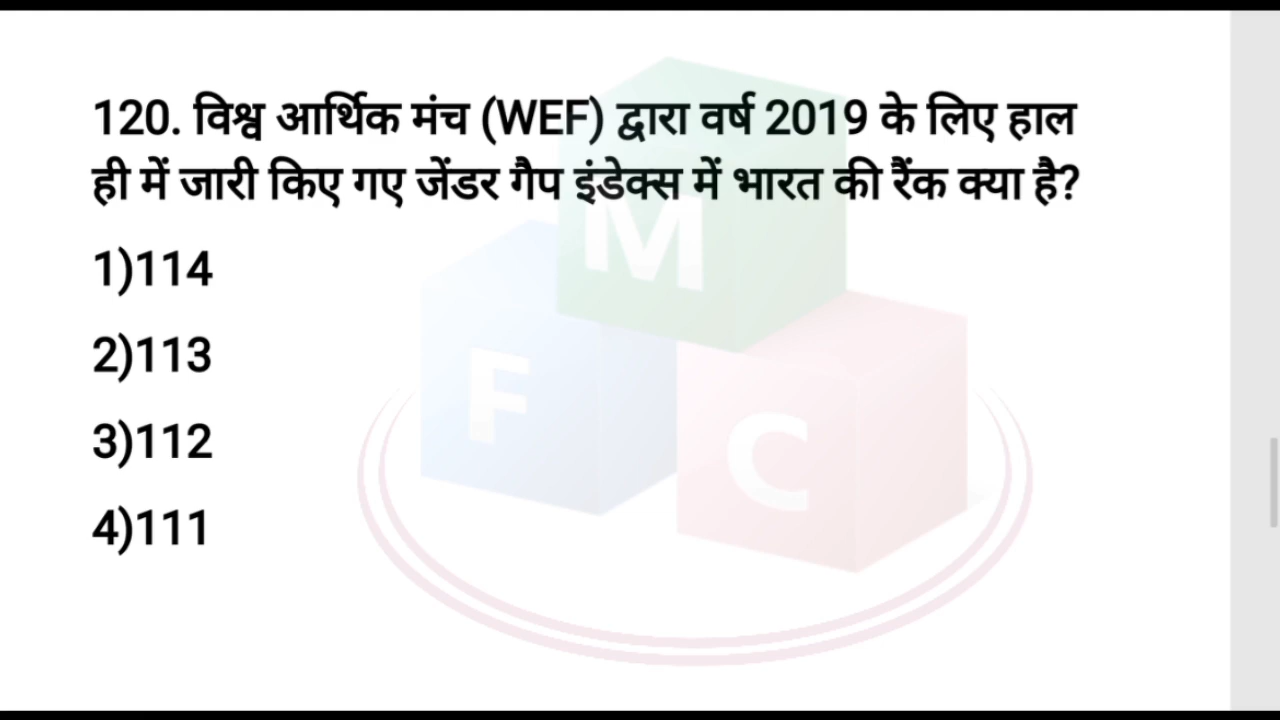 120. विश्व आर्थिक मंच (WEF) द्वारा वर्ष 2019 के लिए हाल
ही में जारी किए गए जेंडर गैप इंडेक्स में भारत की रैंक क्या है?
1)114
2)113
3)112
4)111
M
F
C